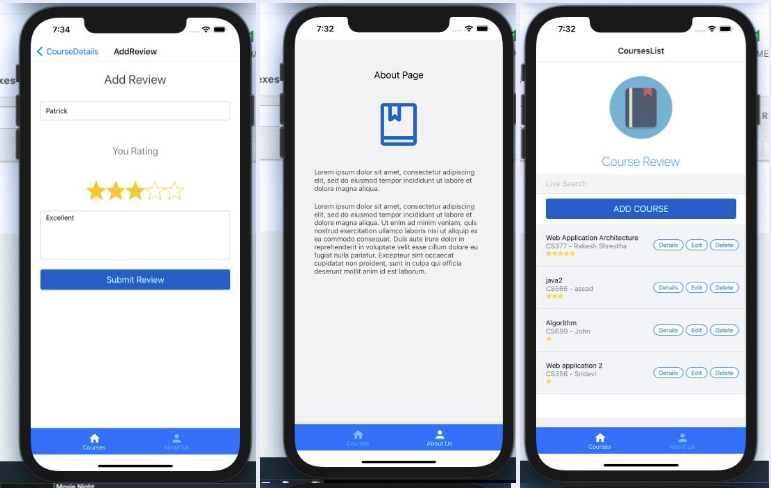 7:34
CourseDetails
AddReview
Add Review
Patrick
You Rating
Excellent
Submit Review
Courses
About Us
Movie Night
7:32
About Page
Lorem ipsum dolor sit amet, consectetur adipiscing
elit, sed do eiusmod tempor incididunt ut labore et
dolore magna aliqua.
Lorem ipsum dolor sit amet, consectetur adipiscing
elit, sed do eiusmod tempor incididunt ut labore et
dolore magna aliqua. Ut enim ad minim veniam, quis
nostrud exercitation ullamco laboris nisi ut aliquip ex
ea commodo consequat. Duis aute irure dolor in
reprehenderit in voluptate velit esse cillum dolore eu
fugiat nulla pariatur. Excepteur sint occaecat
cupidatat non proident, sunt in culpa qui officia
deserunt mollit anim id est laborum.
Courses
About Us
7:32
CoursesList
Course Review
Live Search
ADD COURSE
Web Application Architecture
CS377 - Rakesh Shrestha
Details Edit Delete
java2
CS566 - assad
Details Edit Delete
Algorithm
CS699 - John
Details Edit Delete
Web application 2
CS356 - Sridevi
Details Edit Delete
Courses
About Us